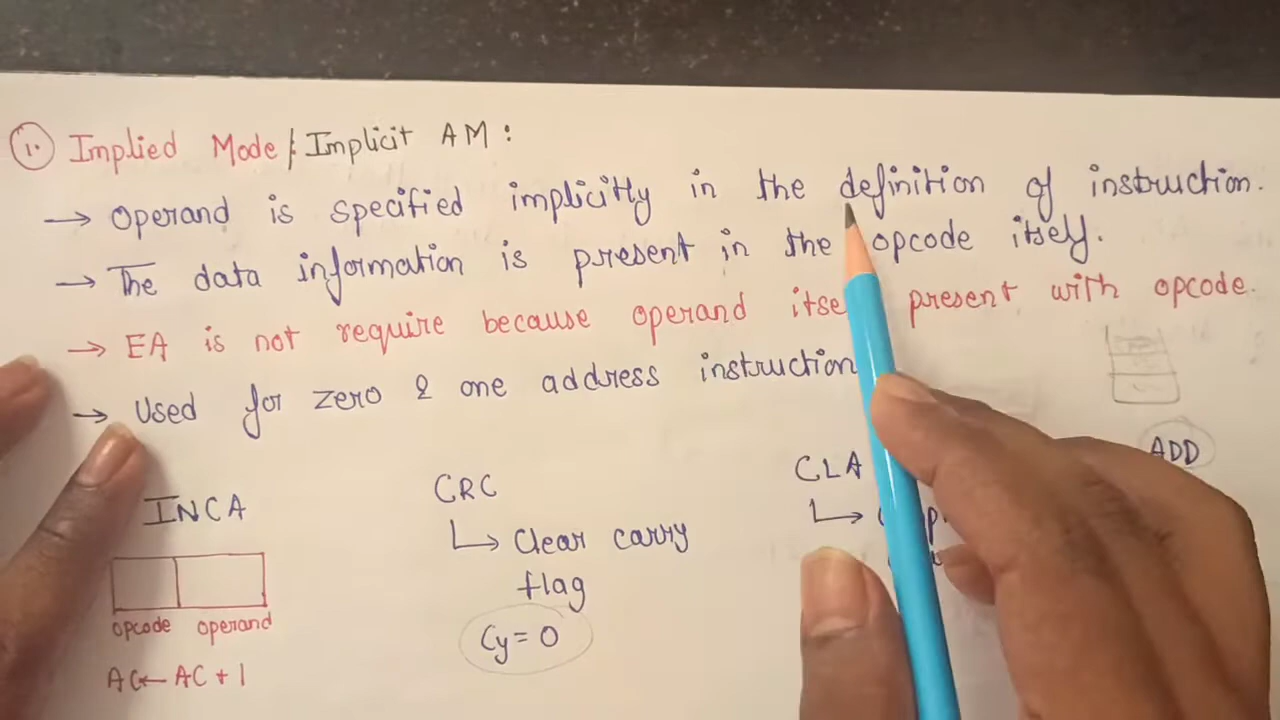 1. Implied Mode / Implicit AM :
→ Operand is specified implicitly in the definition of instruction.
→ The data information is present in the opcode itself.
→ EA is not require because operand itse present with opcode.
→ Used for zero & one address instruction
INCA
CRC
CLA
ADD
↳ Clear carry
flag
Cy = 0
opcode operand
AC ← AC + 1